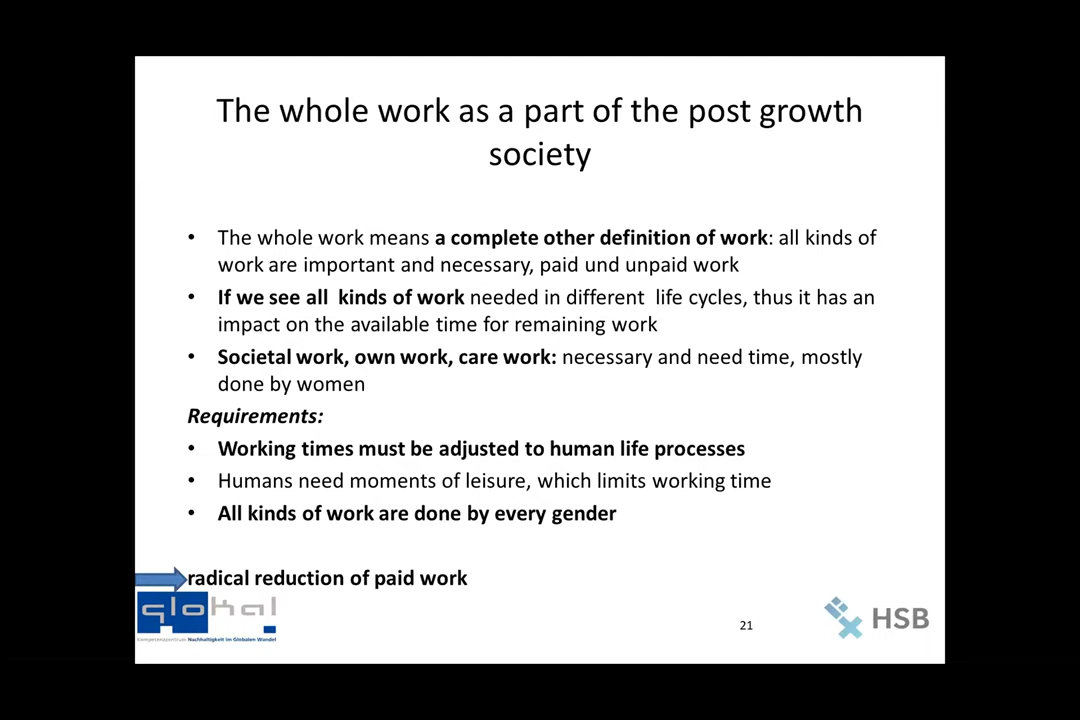 The whole work as a part of the post growth
society
• The whole work means a complete other definition of work: all kinds of
work are important and necessary, paid und unpaid work
• If we see all kinds of work needed in different life cycles, thus it has an
impact on the available time for remaining work
• Societal work, own work, care work: necessary and need time, mostly
done by women
Requirements:
• Working times must be adjusted to human life processes
• Humans need moments of leisure, which limits working time
• All kinds of work are done by every gender
radical reduction of paid work
glokal
Kompetenzzentrum Nachhaltigkeit im Globalen Wandel
21
HSB